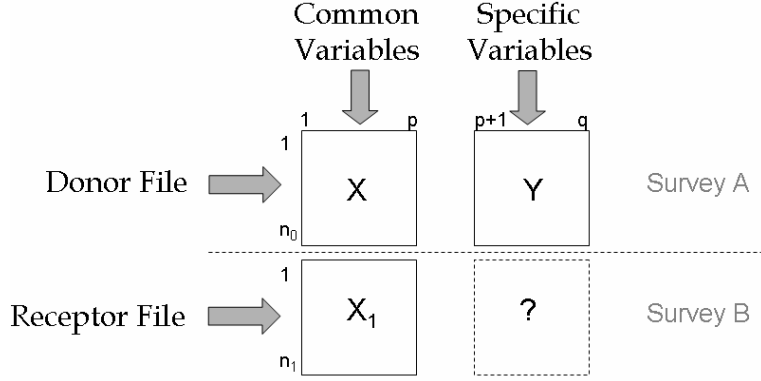 Common Variables
Specific Variables
1 p p+1 q
1
Donor File X Y Survey A
n₀
1
Receptor File X₁ ? Survey B
n₁